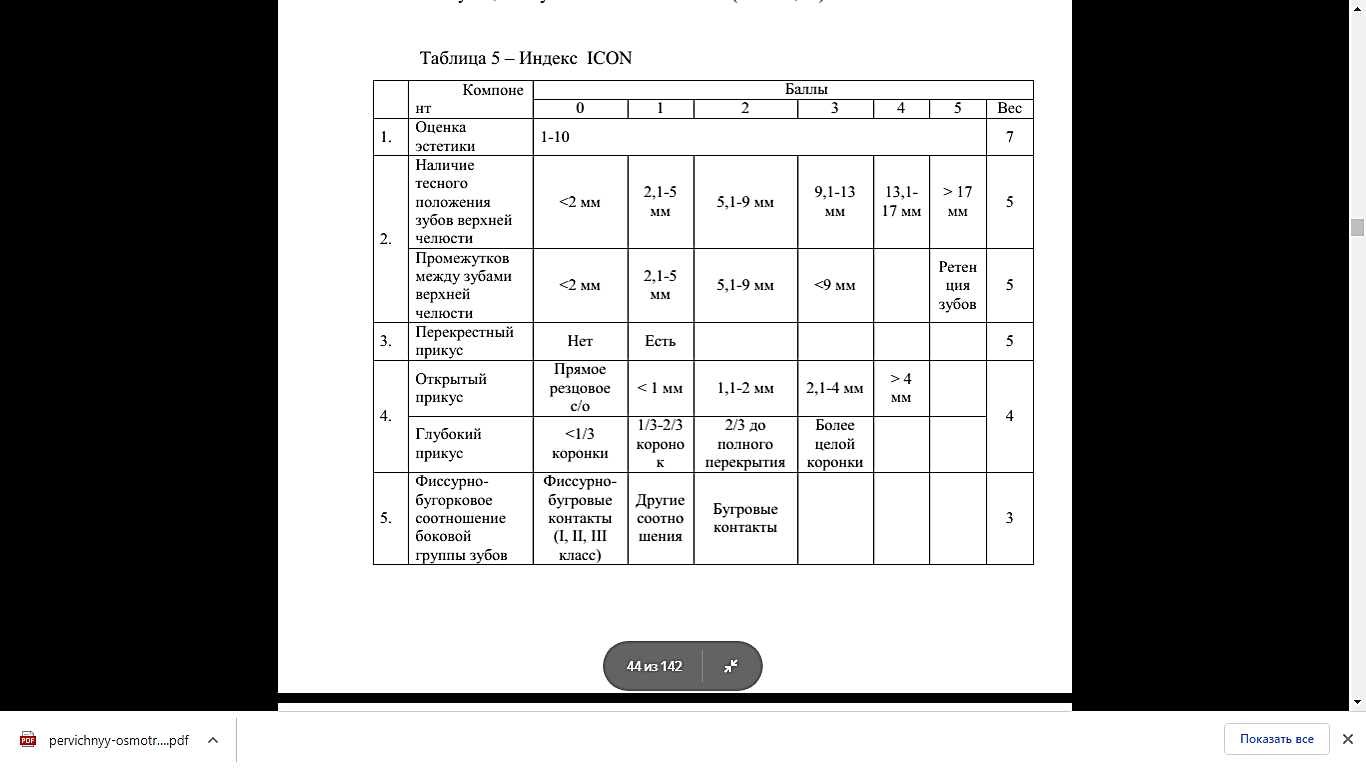 Таблица 5 – Индекс ICON
Компоне
нт
Баллы
0 1 2 3 4 5 Вес
1.
Оценка
эстетики
1-10
7
2.
Наличие
тесного
положения
зубов верхней
челюсти
<2 мм
2,1-5
мм
5,1-9 мм
9,1-13
мм
13,1-
17 мм
> 17
мм
5
Промежутков
между зубами
верхней
челюсти
<2 мм
2,1-5
мм
5,1-9 мм
<9 мм
Ретен
ция
зубов
5
3.
Перекрестный
прикус
Нет
Есть
5
4.
Открытый
прикус
Прямое
резцовое
с/о
< 1 мм
1,1-2 мм
2,1-4 мм
> 4
мм
4
Глубокий
прикус
<1/3
коронки
1/3-2/3
короно
к
2/3 до
полного
перекрытия
Более
целой
коронки
5.
Фиссурно-
бугорковое
соотношение
боковой
группы зубов
Фиссурно-
бугровые
контакты
(I, II, III
класс)
Другие
соотно
шения
Бугровые
контакты
3
44 из 142
pervichnyy-osmotr....pdf
Показать все